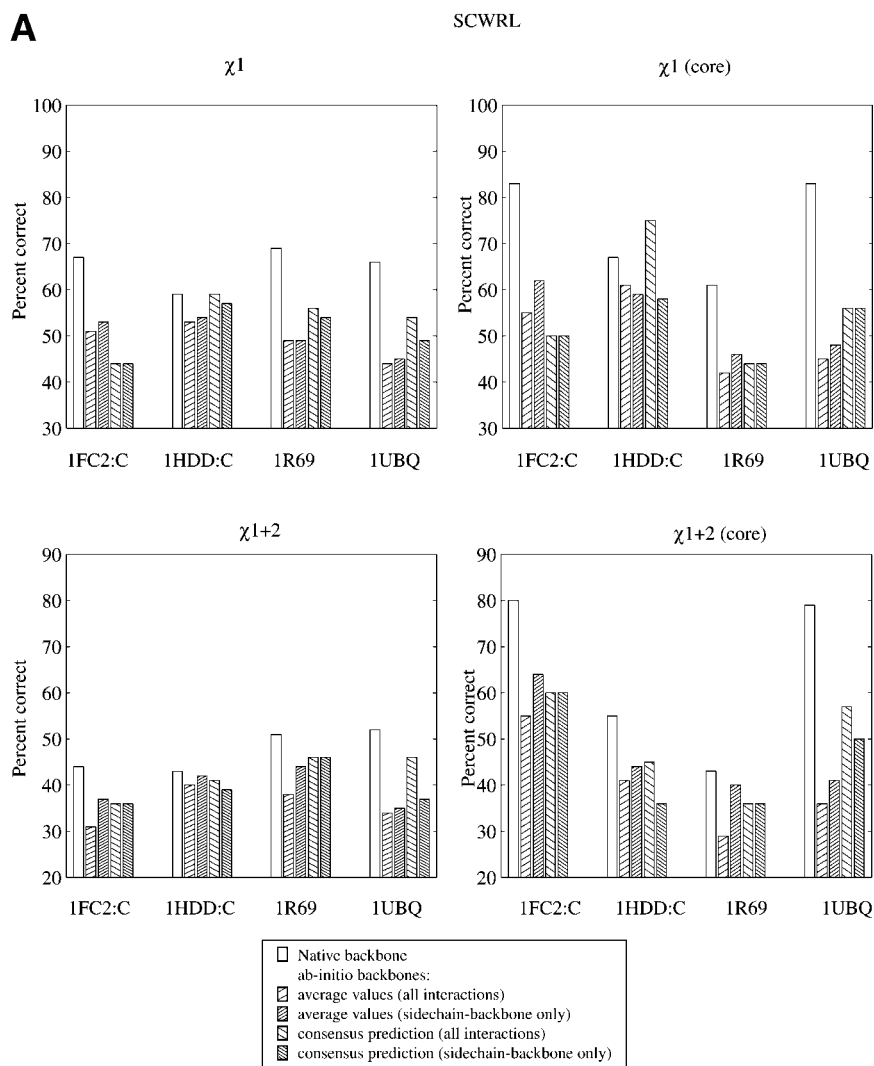 A
SCWRL
χ1
Percent correct
100
90
80
70
60
50
40
30
1FC2:C 1HDD:C 1R69 1UBQ
χ1 (core)
Percent correct
100
90
80
70
60
50
40
30
1FC2:C 1HDD:C 1R69 1UBQ
χ1+2
Percent correct
90
80
70
60
50
40
30
20
1FC2:C 1HDD:C 1R69 1UBQ
χ1+2 (core)
Percent correct
90
80
70
60
50
40
30
20
1FC2:C 1HDD:C 1R69 1UBQ
Native backbone
ab-initio backbones:
average values (all interactions)
average values (sidechain-backbone only)
consensus prediction (all interactions)
consensus prediction (sidechain-backbone only)